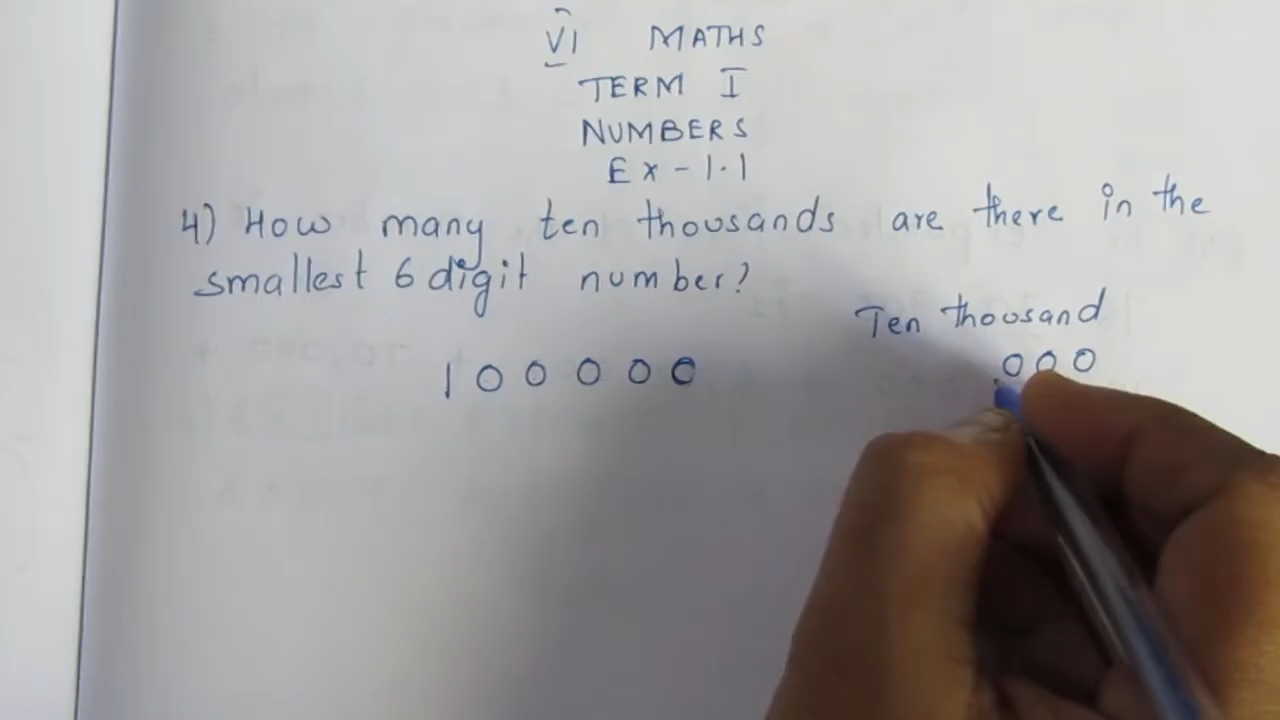 VI MATHS
TERM I
NUMBERS
Ex - 1.1
4) How many ten thousands are there in the
smallest 6 digit number?
Ten thousand
100000
000